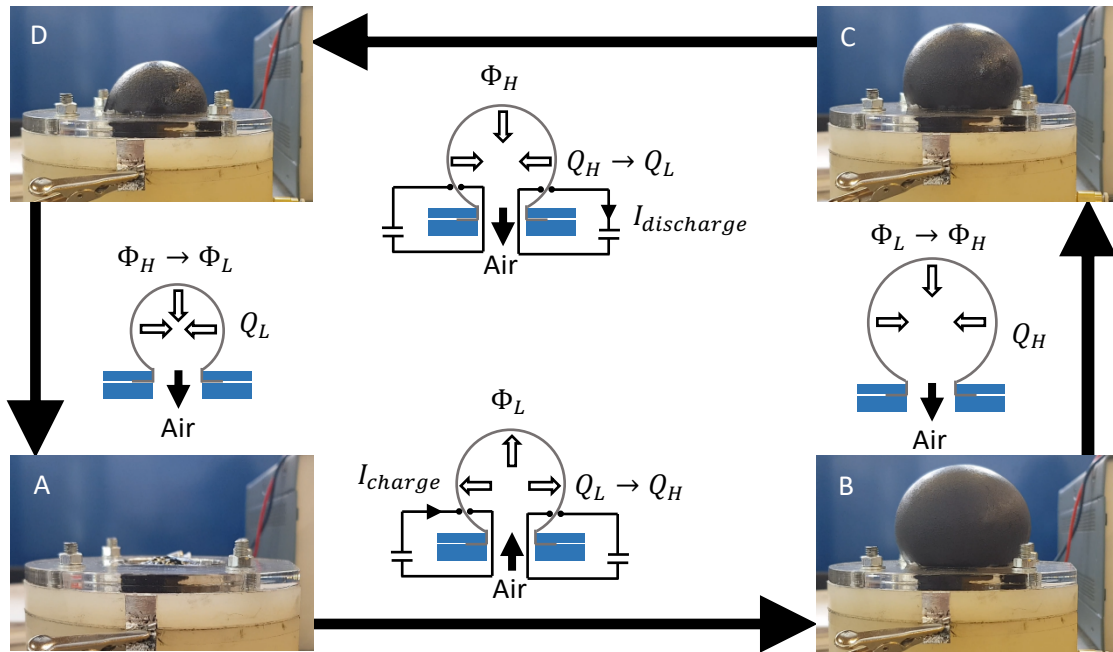 D
C
Φ_H
Q_H → Q_L
I_discharge
Air
Φ_H → Φ_L
Q_L
Air
Φ_L → Φ_H
Q_H
Air
A
Φ_L
I_charge
Q_L → Q_H
Air
B